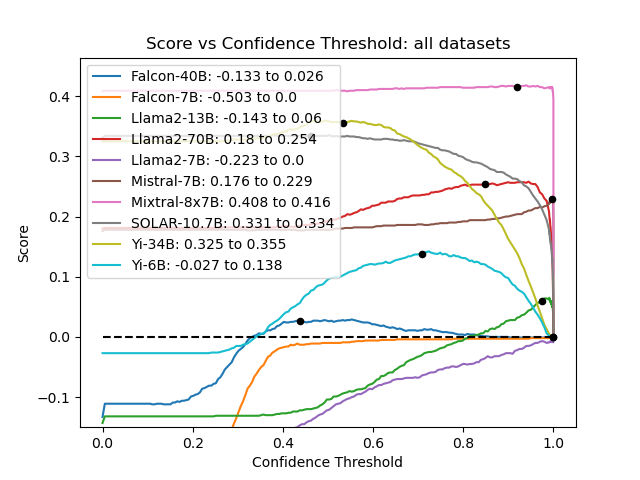 Score vs Confidence Threshold: all datasets
Falcon-40B: -0.133 to 0.026
Falcon-7B: -0.503 to 0.0
Llama2-13B: -0.143 to 0.06
Llama2-70B: 0.18 to 0.254
Llama2-7B: -0.223 to 0.0
Mistral-7B: 0.176 to 0.229
Mixtral-8x7B: 0.408 to 0.416
SOLAR-10.7B: 0.331 to 0.334
Yi-34B: 0.325 to 0.355
Yi-6B: -0.027 to 0.138
Score
0.4
0.3
0.2
0.1
0.0
−0.1
0.0 0.2 0.4 0.6 0.8 1.0
Confidence Threshold